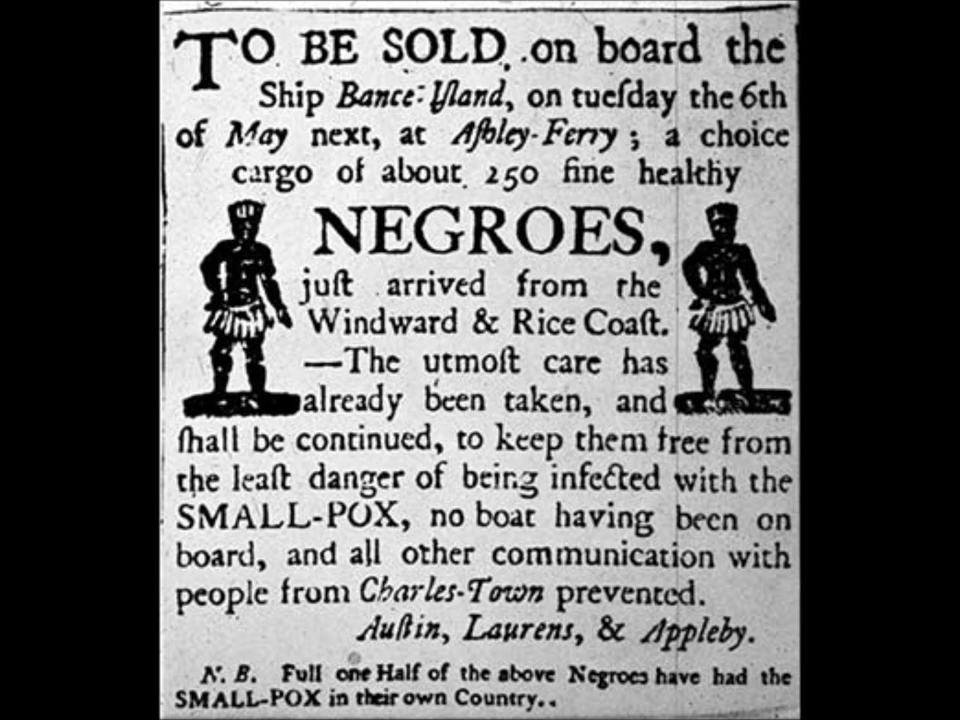 TO BE SOLD on board the
Ship Bance-Iſland, on tueſday the 6th
of May next, at Aſhley-Ferry; a choice
cargo of about 250 fine healthy
NEGROES,
juſt arrived from the
Windward & Rice Coaſt.
—The utmoſt care has
already been taken, and
ſhall be continued, to keep them free from
the leaſt danger of being infected with the
SMALL-POX, no boat having been on
board, and all other communication with
people from Charles-Town prevented.
Auſtin, Laurens, & Appleby.
N. B. Full one Half of the above Negroes have had the
SMALL-POX in their own Country.